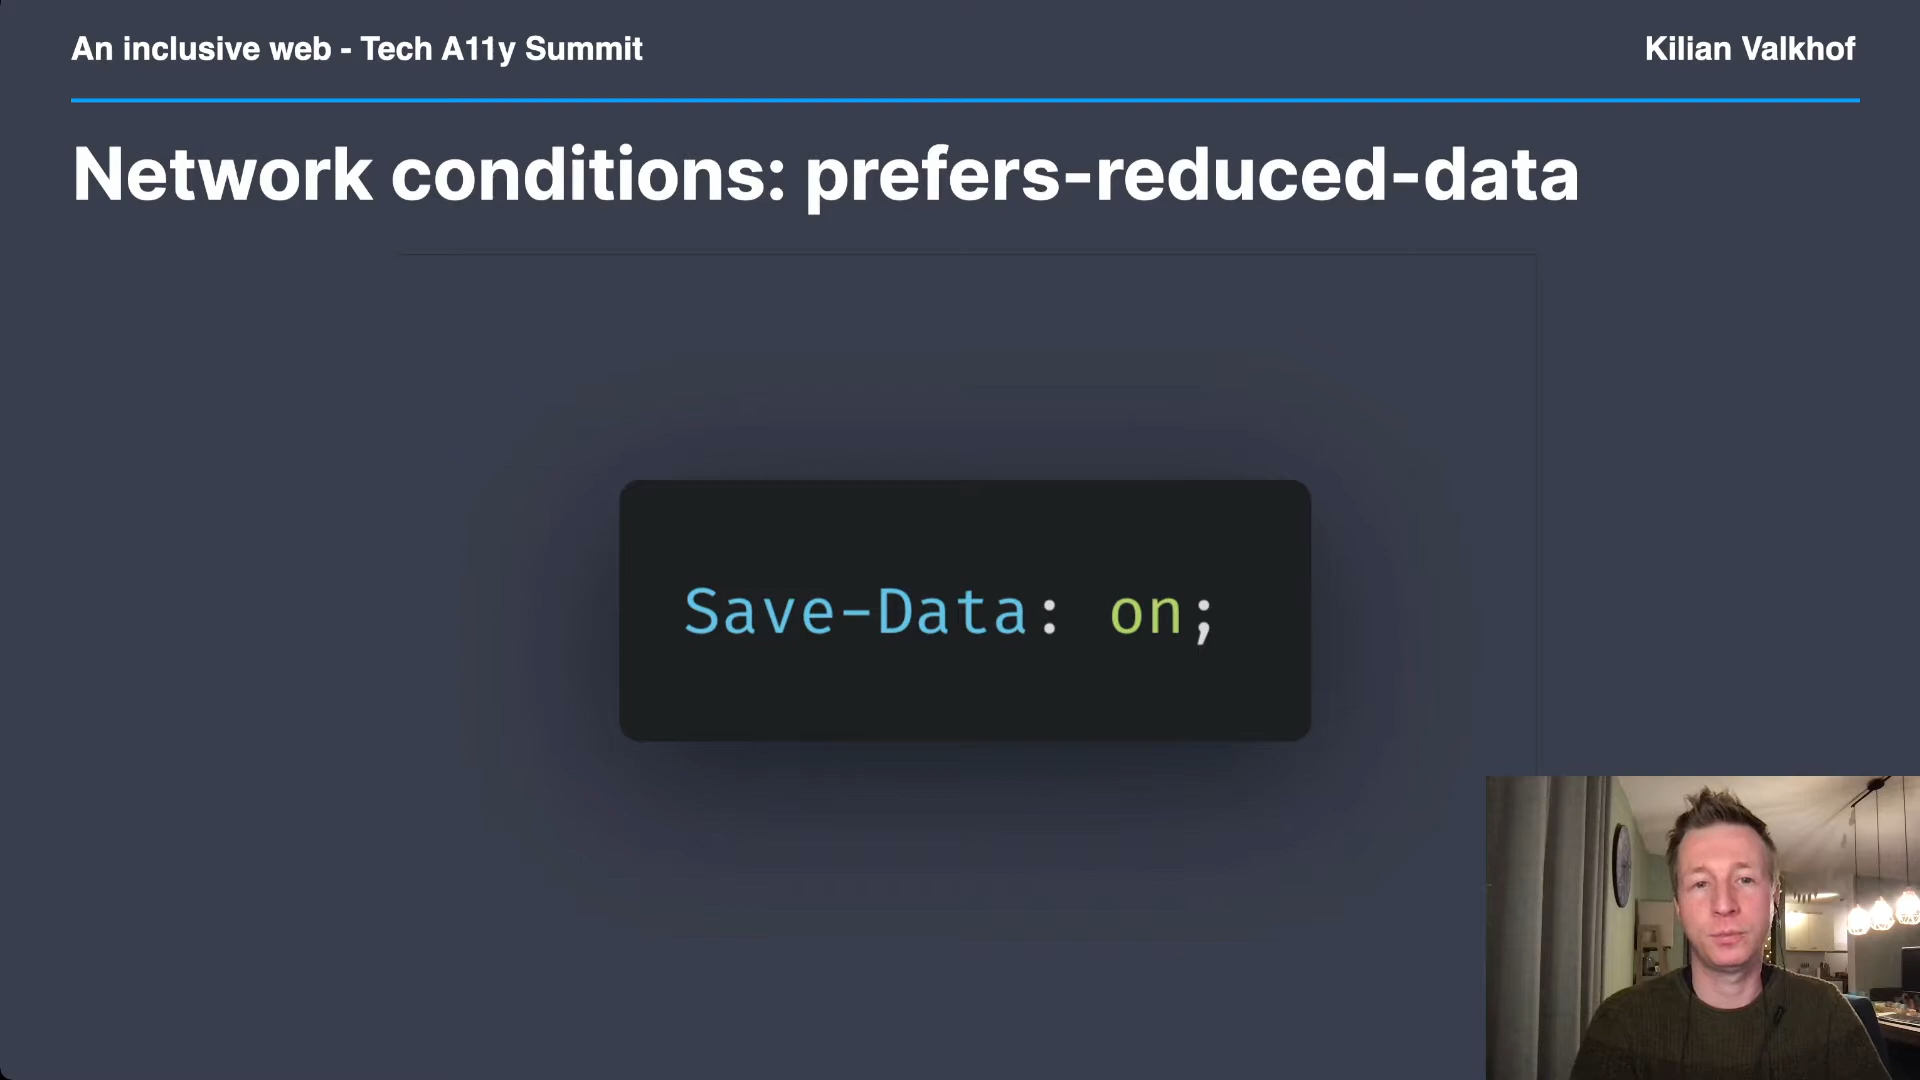 An inclusive web - Tech A11y Summit
Kilian Valkhof
Network conditions: prefers-reduced-data
Save-Data: on;